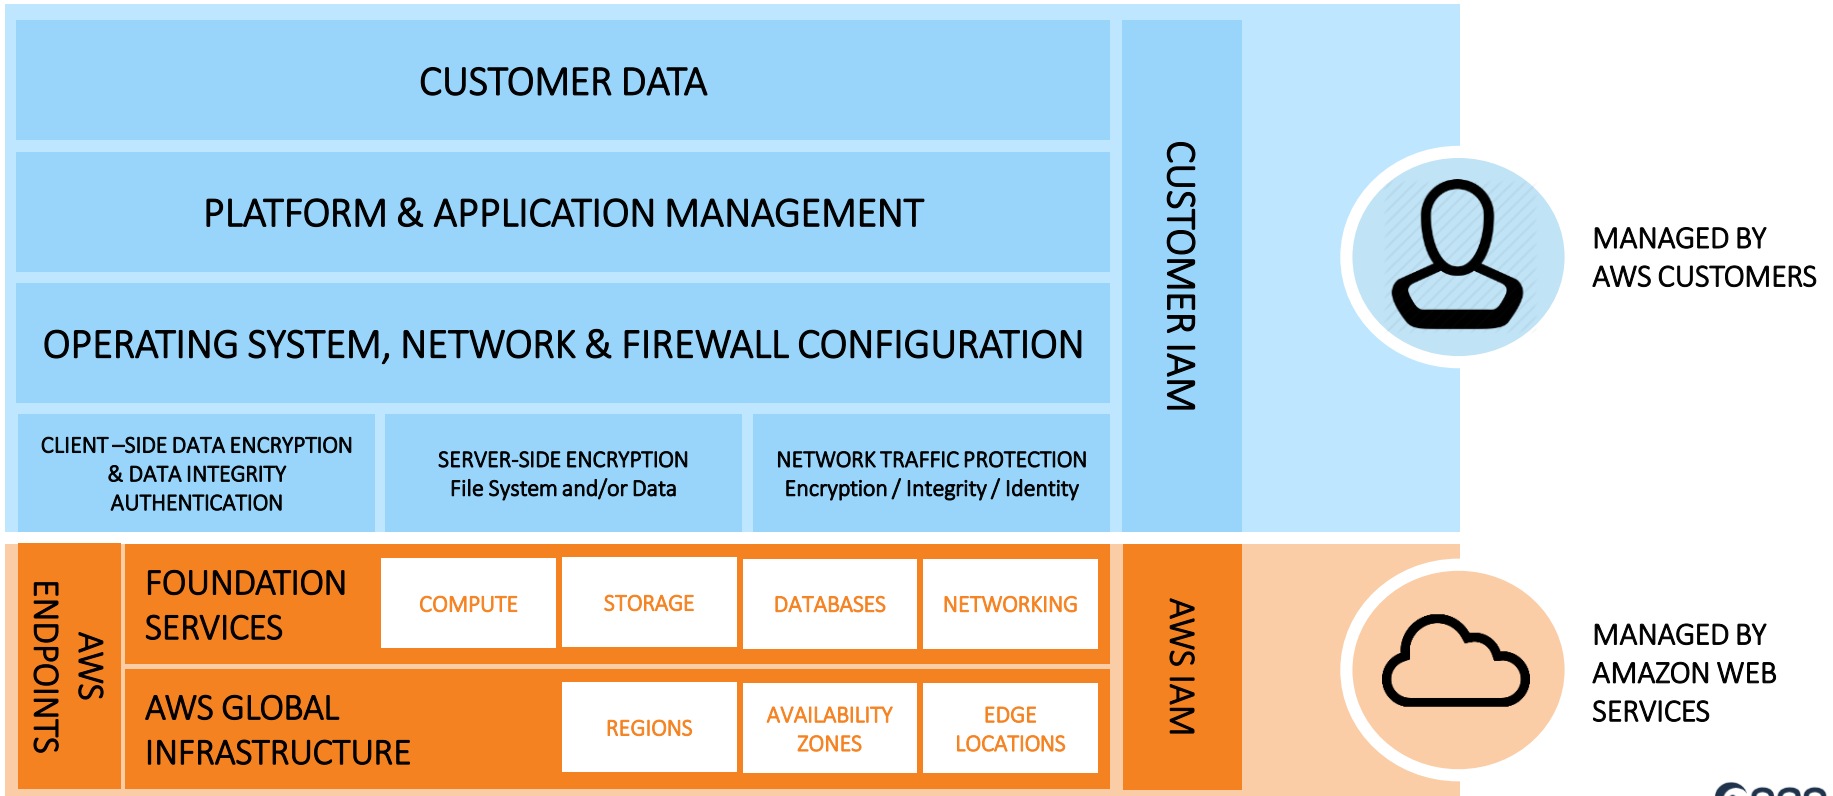 CUSTOMER DATA
PLATFORM & APPLICATION MANAGEMENT
OPERATING SYSTEM, NETWORK & FIREWALL CONFIGURATION
CLIENT –SIDE DATA ENCRYPTION
& DATA INTEGRITY
AUTHENTICATION
SERVER-SIDE ENCRYPTION
File System and/or Data
NETWORK TRAFFIC PROTECTION
Encryption / Integrity / Identity
CUSTOMER IAM
MANAGED BY
AWS CUSTOMERS
AWS
ENDPOINTS
FOUNDATION
SERVICES
COMPUTE
STORAGE
DATABASES
NETWORKING
AWS GLOBAL
INFRASTRUCTURE
REGIONS
AVAILABILITY
ZONES
EDGE
LOCATIONS
AWS IAM
MANAGED BY
AMAZON WEB
SERVICES